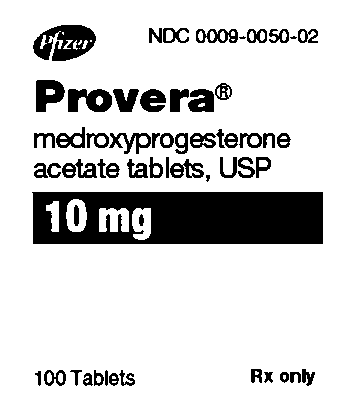 Pfizer
NDC 0009-0050-02
Provera®
medroxyprogesterone
acetate tablets, USP
10 mg
100 Tablets
Rx only